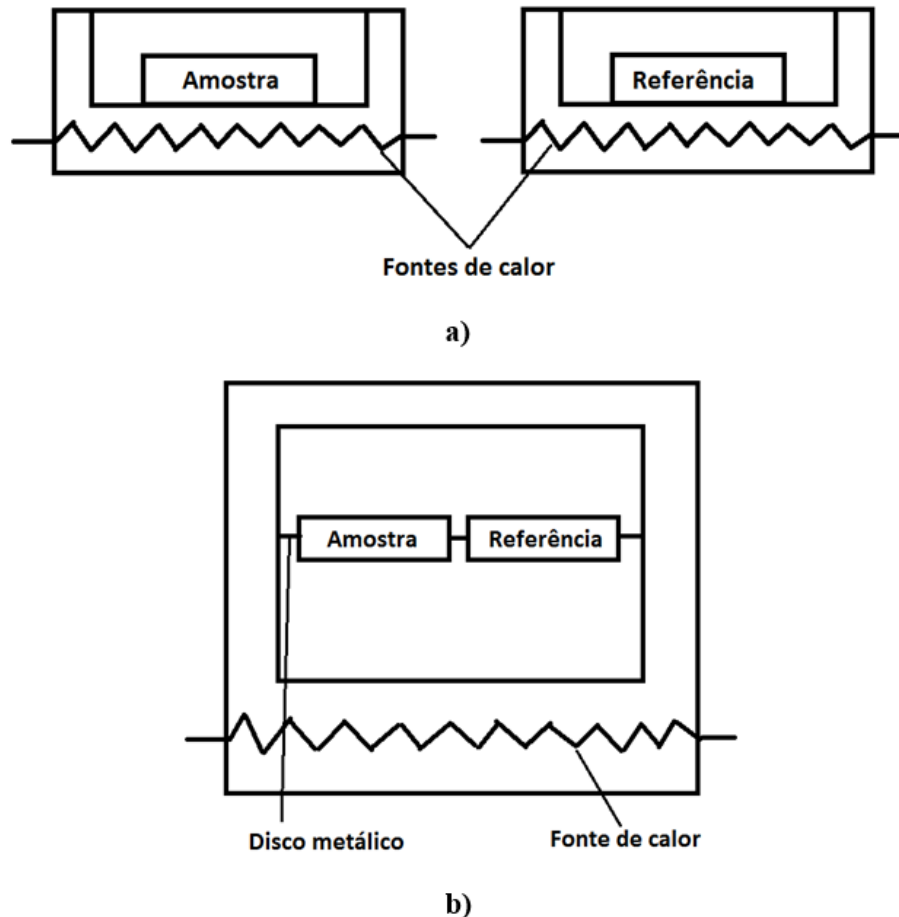 Amostra
Referência
Fontes de calor
a)
Amostra
Referência
Disco metálico
Fonte de calor
b)